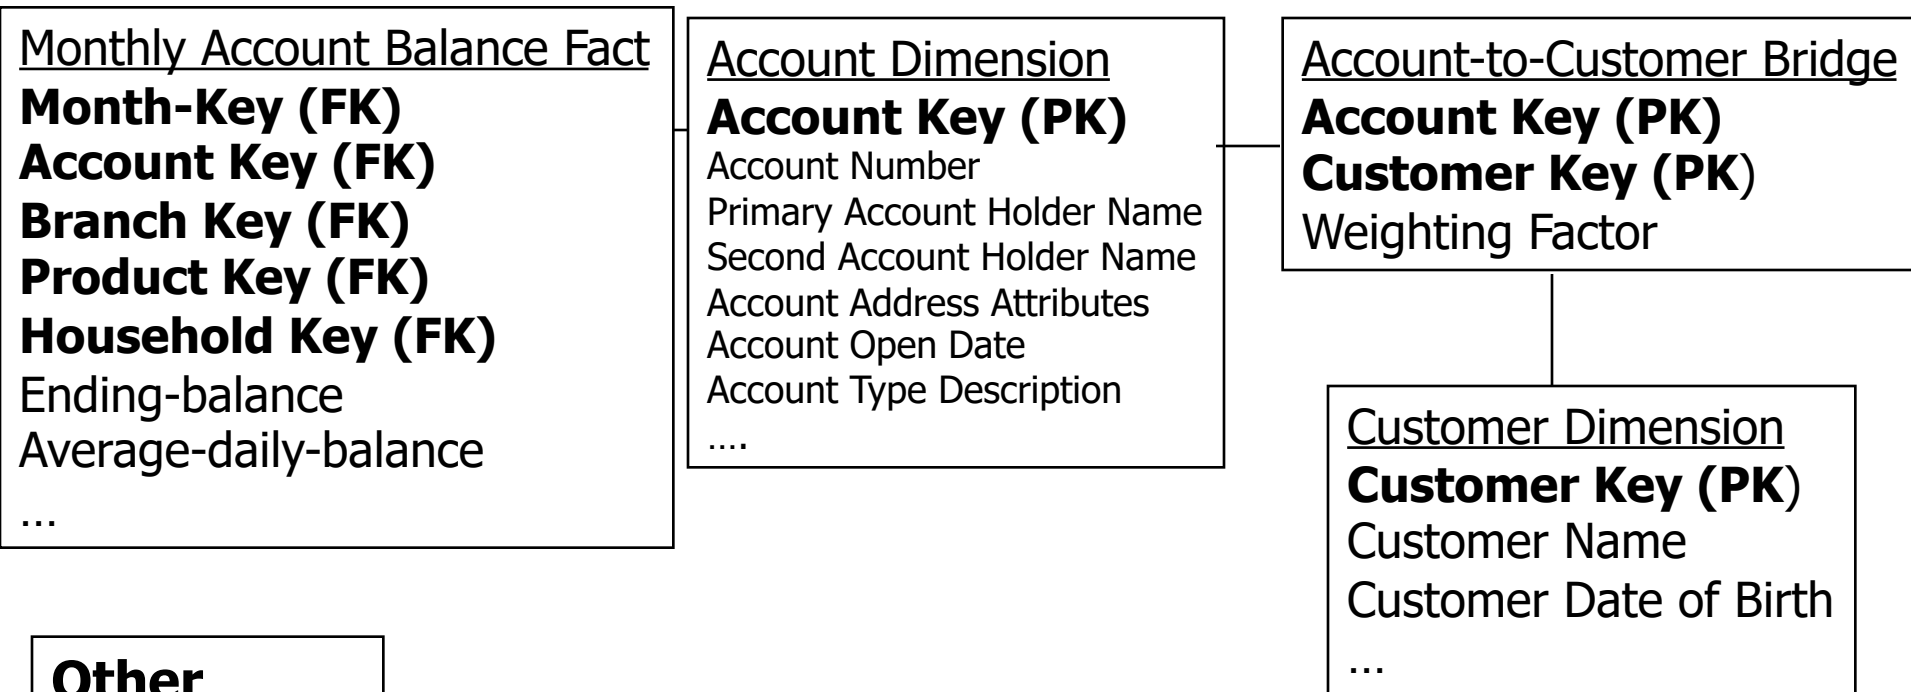 Monthly Account Balance Fact
Month-Key (FK)
Account Key (FK)
Branch Key (FK)
Product Key (FK)
Household Key (FK)
Ending-balance
Average-daily-balance
...
Account Dimension
Account Key (PK)
Account Number
Primary Account Holder Name
Second Account Holder Name
Account Address Attributes
Account Open Date
Account Type Description
....
Account-to-Customer Bridge
Account Key (PK)
Customer Key (PK)
Weighting Factor
Customer Dimension
Customer Key (PK)
Customer Name
Customer Date of Birth
...
Other